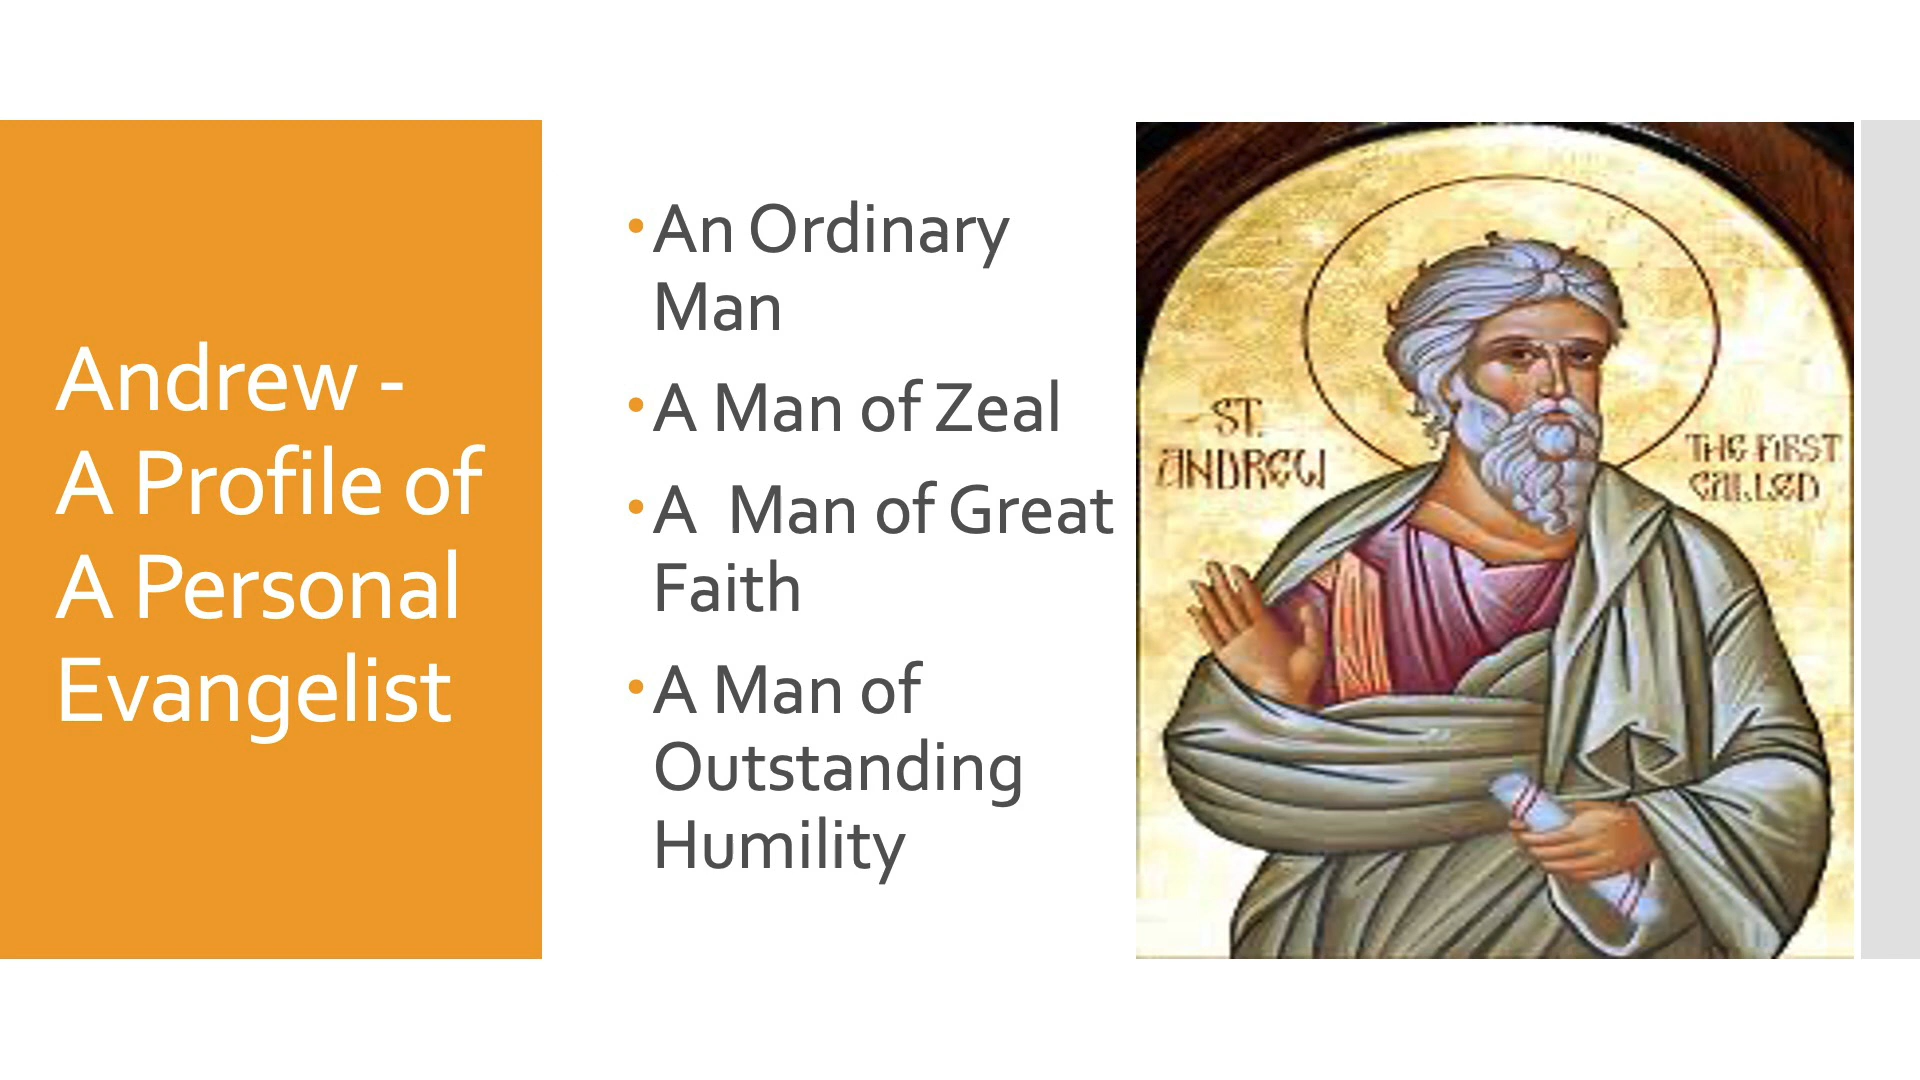 Andrew -
A Profile of
A Personal
Evangelist
•An Ordinary
Man
•A Man of Zeal
•A  Man of Great
Faith
•A Man of
Outstanding
Humility
ST.
ANDREW
THE FIRST
CALLED